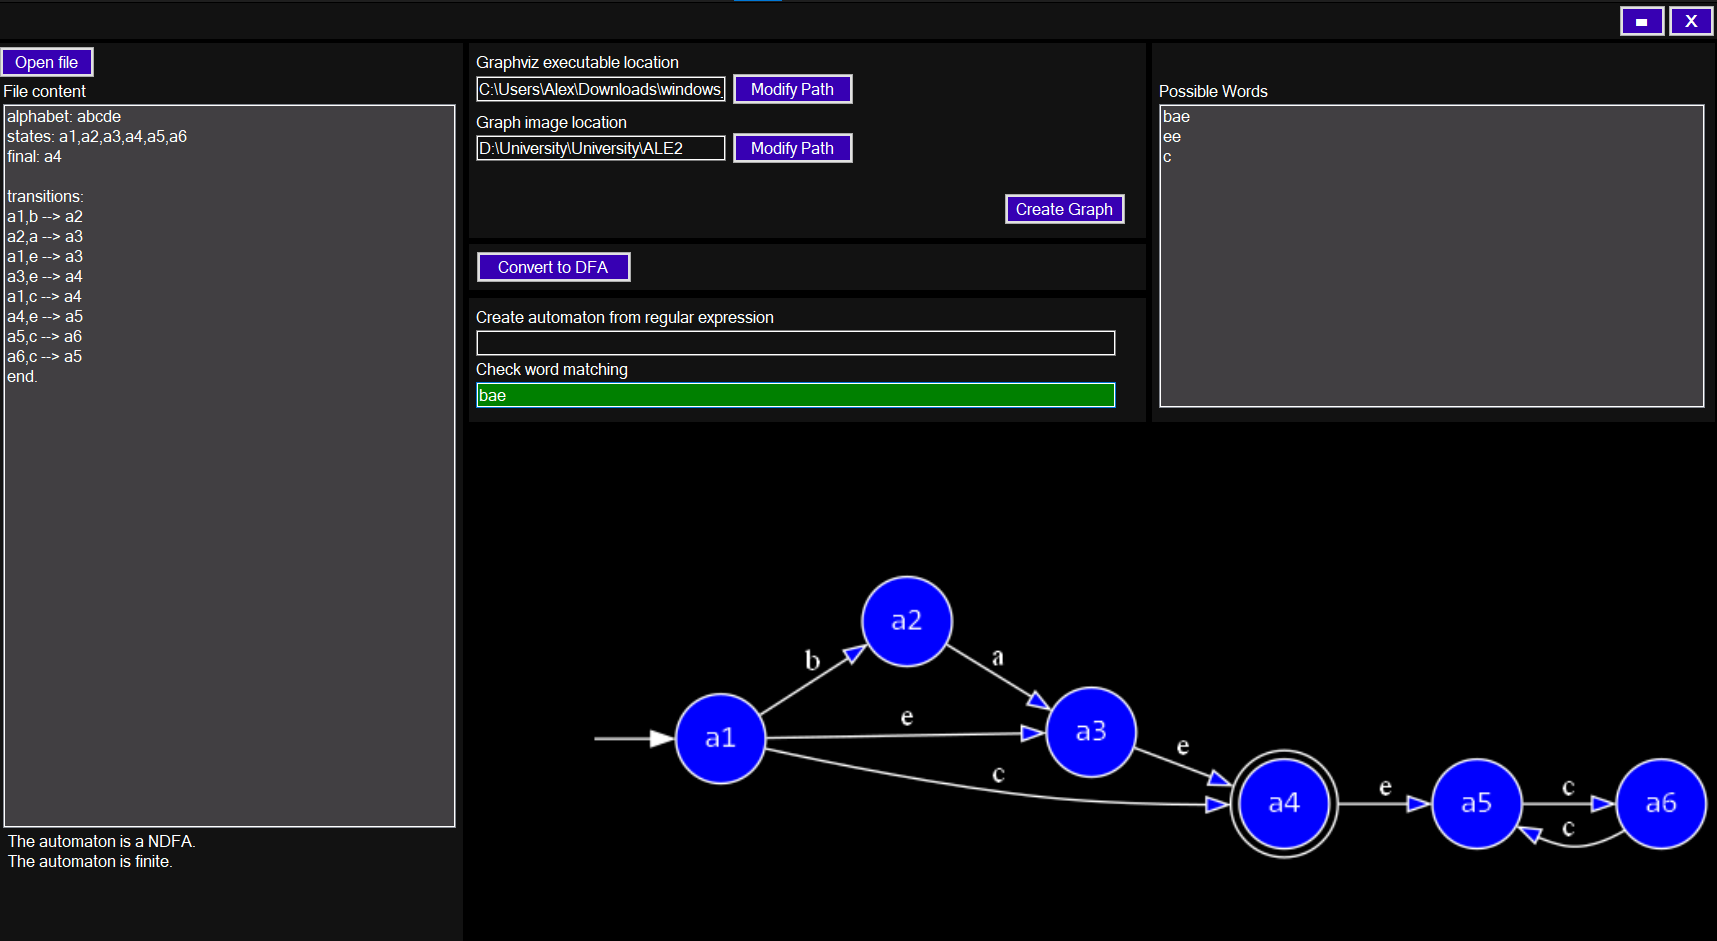 X
Open file
File content
alphabet: abcde
states: a1,a2,a3,a4,a5,a6
final: a4
transitions:
a1,b --> a2
a2,a --> a3
a1,e --> a3
a3,e --> a4
a1,c --> a4
a4,e --> a5
a5,c --> a6
a6,c --> a5
end.
The automaton is a NDFA.
The automaton is finite.
Graphviz executable location
C:\Users\Alex\Downloads\windows_
Modify Path
Graph image location
D:\University\University\ALE2
Modify Path
Create Graph
Convert to DFA
Create automaton from regular expression
Check word matching
bae
Possible Words
bae
ee
c
a1
b
a2
a
e
c
a3
e
a4
e
a5
c
c
a6